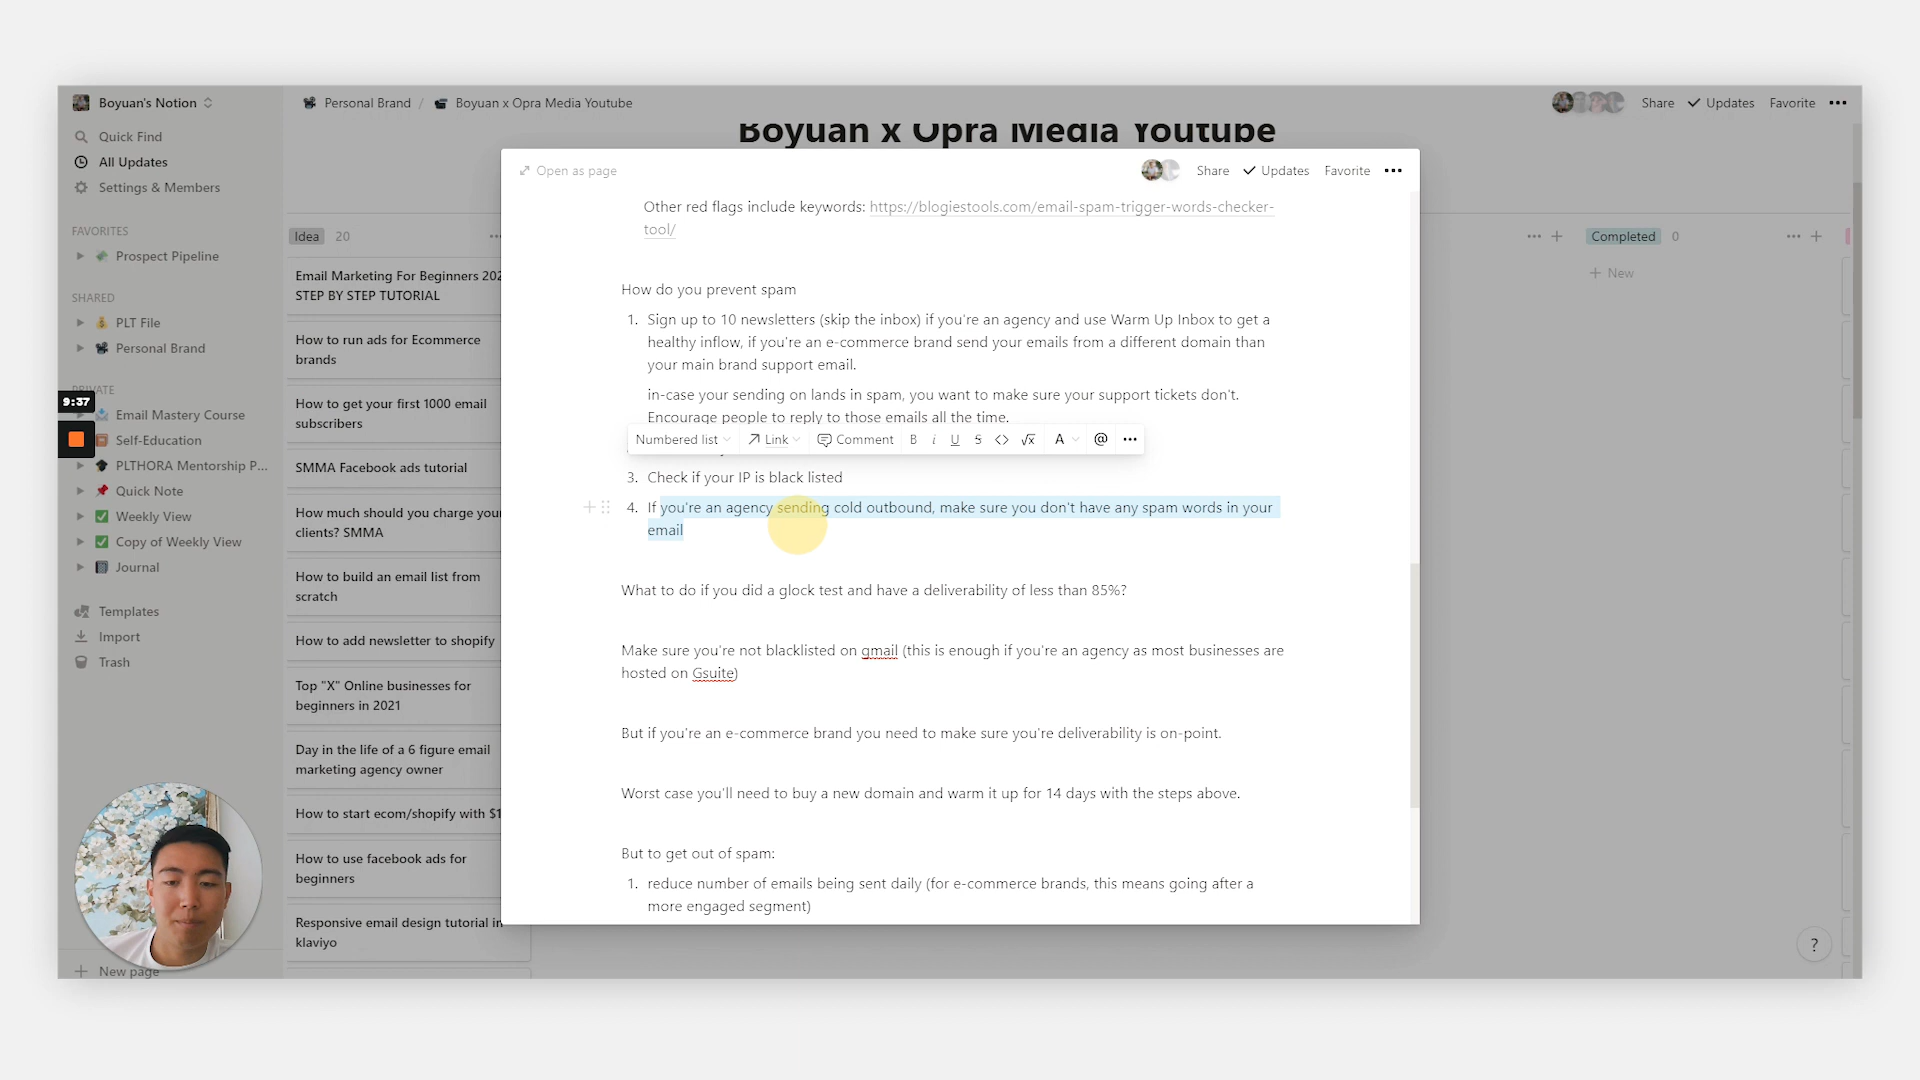 Boyuan's Notion
Personal Brand / Boyuan x Opra Media Youtube
Share
Updates
Favorite
Quick Find
All Updates
Settings & Members
FAVORITES
Prospect Pipeline
SHARED
PLT File
Personal Brand
PRIVATE
9:37
Email Mastery Course
Self-Education
PLTHORA Mentorship P...
Quick Note
Weekly View
Copy of Weekly View
Journal
Templates
Import
Trash
New page
Boyuan x Opra Media Youtube
Idea 20
Email Marketing For Beginners 202
STEP BY STEP TUTORIAL
How to run ads for Ecommerce
brands
How to get your first 1000 email
subscribers
SMMA Facebook ads tutorial
How much should you charge your
clients? SMMA
How to build an email list from
scratch
How to add newsletter to shopify
Top "X" Online businesses for
beginners in 2021
Day in the life of a 6 figure email
marketing agency owner
How to start ecom/shopify with $1
How to use facebook ads for
beginners
Responsive email design tutorial in
klaviyo
Open as page
Share
Updates
Favorite
Other red flags include keywords: https://blogiestools.com/email-spam-trigger-words-checker-
tool/
How do you prevent spam
1. Sign up to 10 newsletters (skip the inbox) if you're an agency and use Warm Up Inbox to get a
healthy inflow, if you're an e-commerce brand send your emails from a different domain than
your main brand support email.
in-case your sending on lands in spam, you want to make sure your support tickets don't.
Encourage people to reply to those emails all the time.
Numbered list
Link
Comment
B i U S <> √x A @
3. Check if your IP is black listed
4. If you're an agency sending cold outbound, make sure you don't have any spam words in your
email
What to do if you did a glock test and have a deliverability of less than 85%?
Make sure you're not blacklisted on gmail (this is enough if you're an agency as most businesses are
hosted on Gsuite)
But if you're an e-commerce brand you need to make sure you're deliverability is on-point.
Worst case you'll need to buy a new domain and warm it up for 14 days with the steps above.
But to get out of spam:
1. reduce number of emails being sent daily (for e-commerce brands, this means going after a
more engaged segment)
Completed 0
New
?